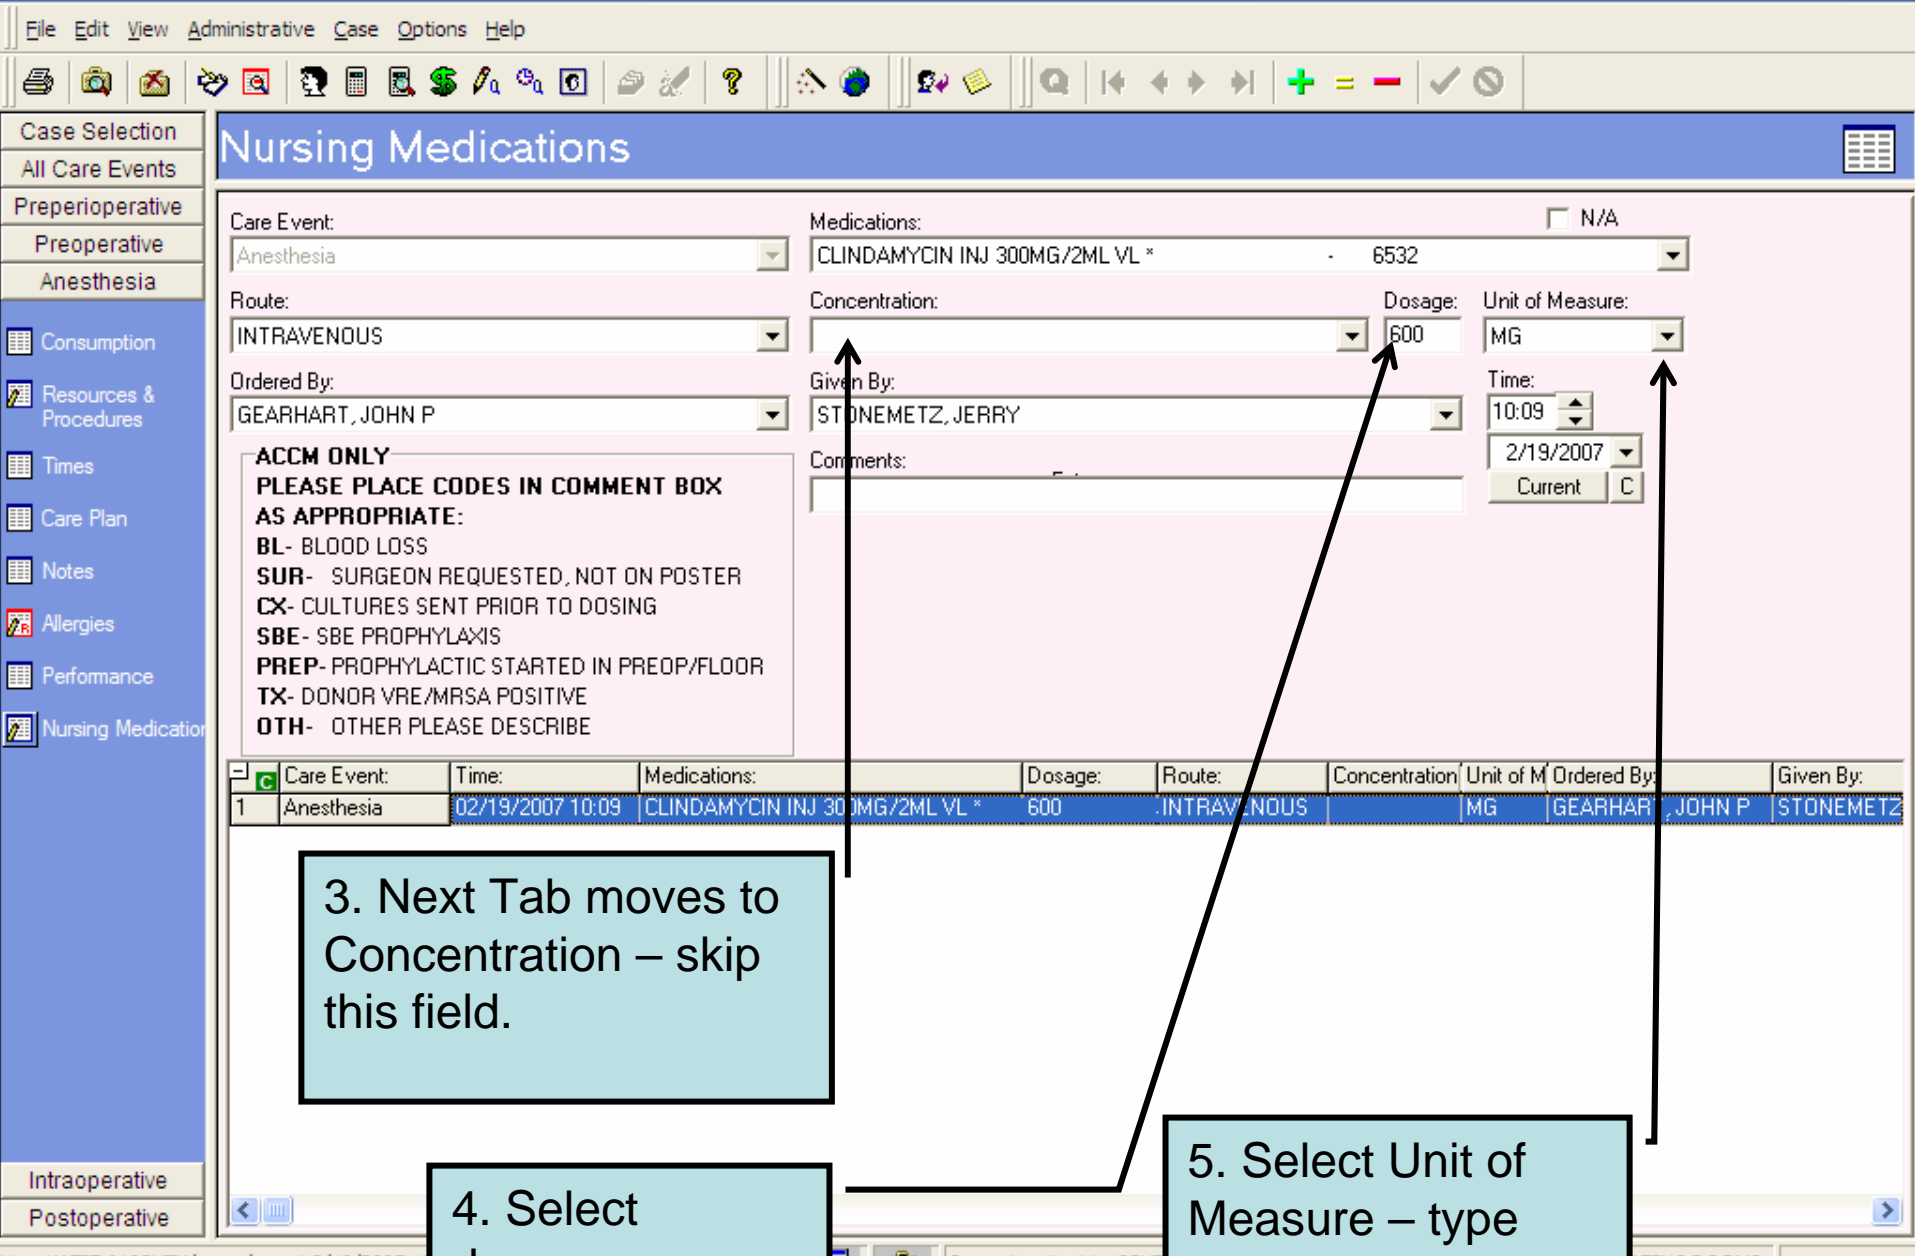 File Edit View Administrative Case Options Help
Case Selection
All Care Events
Preperioperative
Preoperative
Anesthesia
Consumption
Resources &
Procedures
Times
Care Plan
Notes
Allergies
Performance
Nursing Medication
Intraoperative
Postoperative
Nursing Medications
Care Event:
Anesthesia
Medications:
N/A
CLINDAMYCIN INJ 300MG/2ML VL * - 6532
Route:
INTRAVENOUS
Concentration:
Dosage:
600
Unit of Measure:
MG
Ordered By:
GEARHART, JOHN P
Given By:
STONEMETZ, JERRY
Time:
10:09
2/19/2007
Current C
Comments:
ACCM ONLY
PLEASE PLACE CODES IN COMMENT BOX
AS APPROPRIATE:
BL- BLOOD LOSS
SUR- SURGEON REQUESTED, NOT ON POSTER
CX- CULTURES SENT PRIOR TO DOSING
SBE- SBE PROPHYLAXIS
PREP- PROPHYLACTIC STARTED IN PREOP/FLOOR
TX- DONOR VRE/MRSA POSITIVE
OTH- OTHER PLEASE DESCRIBE
C Care Event: Time: Medications: Dosage: Route: Concentration Unit of M Ordered By: Given By:
1 Anesthesia 02/19/2007 10:09 CLINDAMYCIN INJ 300MG/2ML VL * 600 INTRAVENOUS MG GEARHART, JOHN P STONEMETZ
3. Next Tab moves to
Concentration – skip
this field.
4. Select
5. Select Unit of
Measure – type